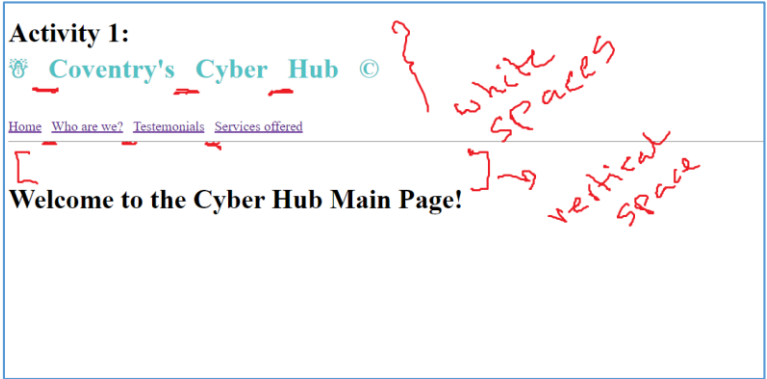 Activity 1:
☃ Coventry's Cyber Hub ©
white
spaces
Home Who are we? Testimonials Services offered
vertical
space
Welcome to the Cyber Hub Main Page!